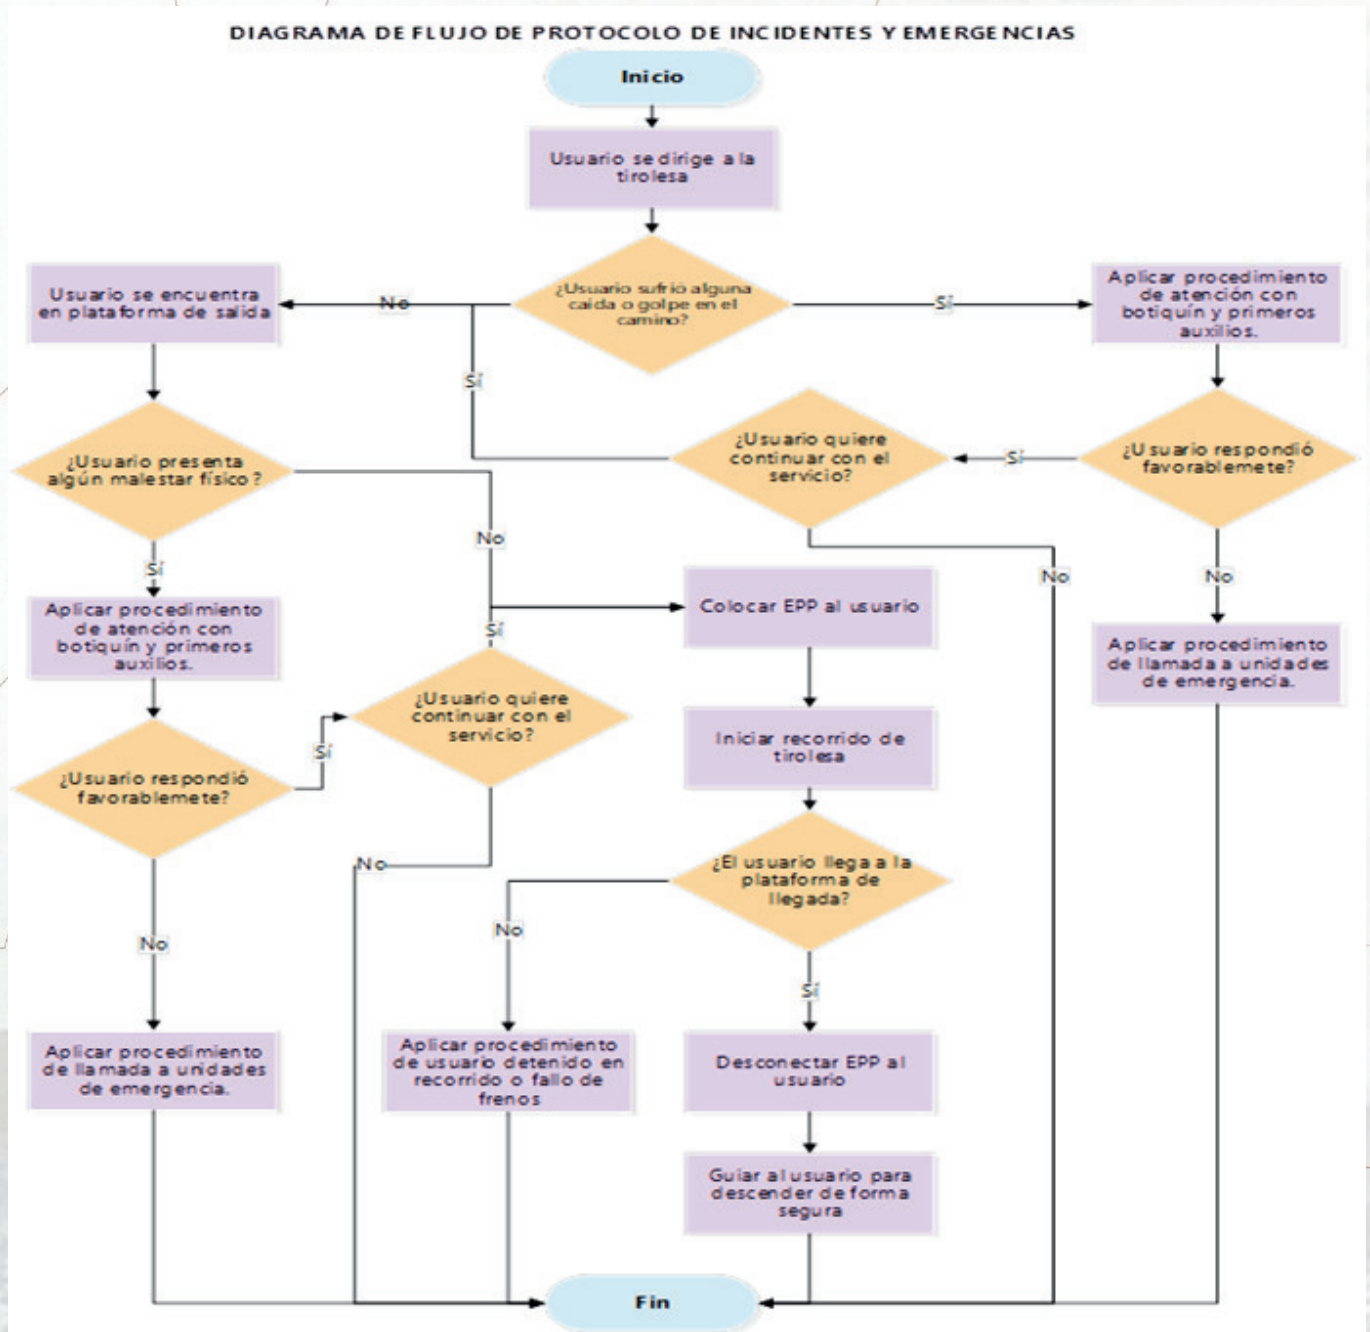 DIAGRAMA DE FLUJO DE PROTOCOLO DE INCIDENTES Y EMERGENCIAS
Inicio
Usuario se dirige a la
tirolesa
¿Usuario sufrió alguna
caida o golpe en el
camino?
No
Sí
Usuario se encuentra
en plataforma de salida
Aplicar procedimiento
de atención con
botiquín y primeros
auxilios.
Sí
¿Usuario presenta
algún malestar físico?
¿Usuario quiere
continuar con el
servicio?
Sí
¿Usuario respondió
favorablemete?
No
Sí
No
No
Aplicar procedimiento
de atención con
botiquín y primeros
auxilios.
Sí
Colocar EPP al usuario
Aplicar procedimiento
de llamada a unidades
de emergencia.
¿Usuario quiere
continuar con el
servicio?
Sí
Iniciar recorrido de
tirolesa
¿Usuario respondió
favorablemete?
No
¿El usuario llega a la
plataforma de
llegada?
No
No
Sí
Aplicar procedimiento
de llamada a unidades
de emergencia.
Aplicar procedimiento
de usuario detenido en
recorrido o fallo de
frenos
Desconectar EPP al
usuario
Guiar al usuario para
descender de forma
segura
Fin